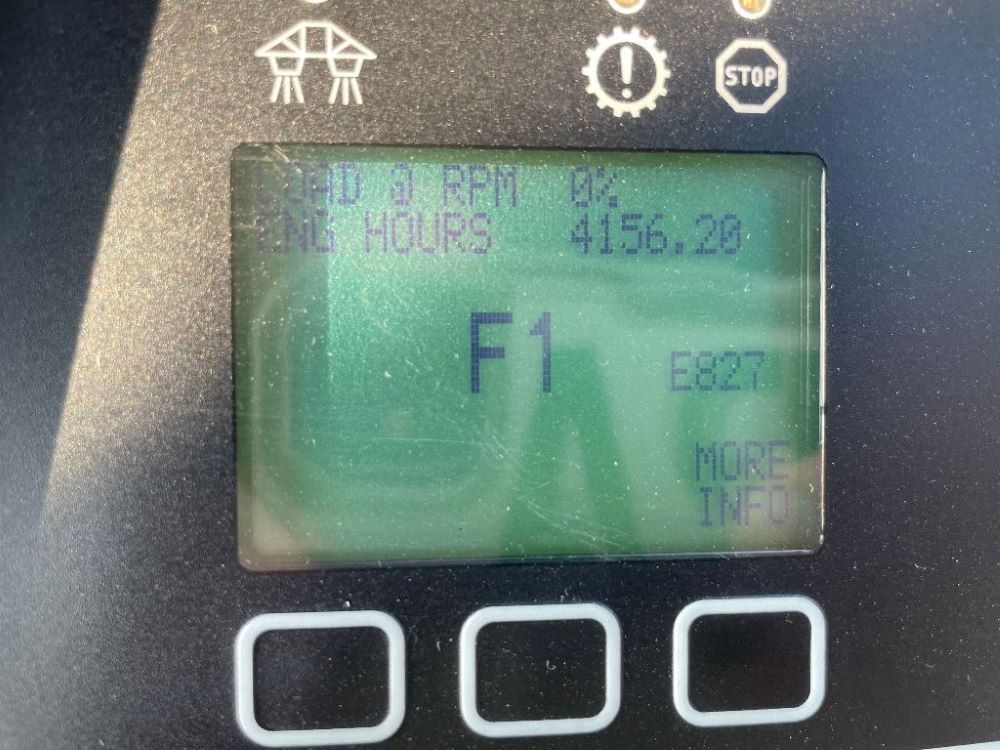 STOP
LOAD @ RPM 0%
ENG HOURS 4156.20
F1
E827
MORE
INFO